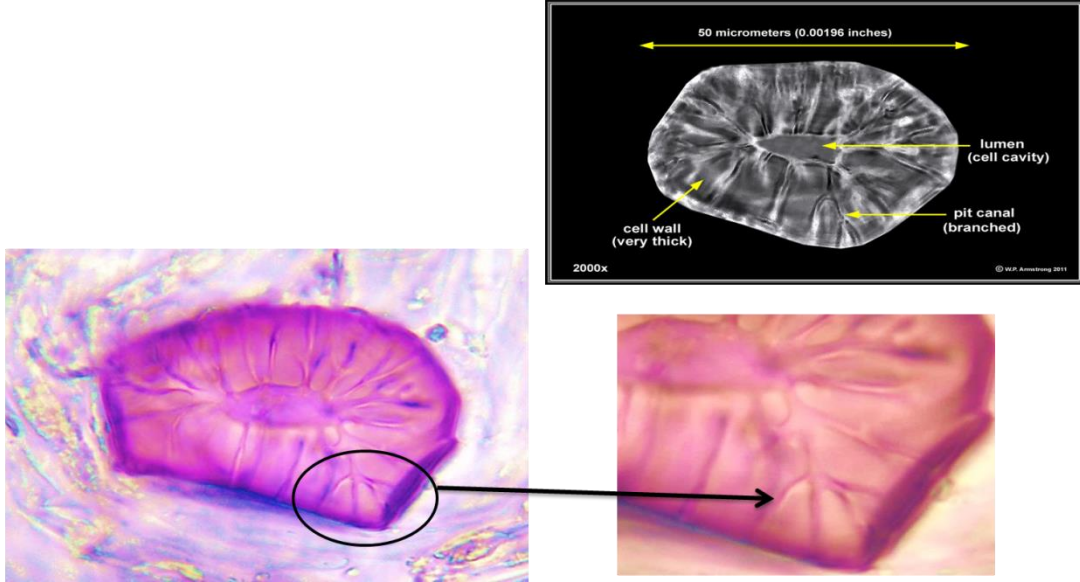 50 micrometers (0.00196 inches)
lumen
(cell cavity)
pit canal
(branched)
cell wall
(very thick)
2000x
© W.P. Armstrong 2011